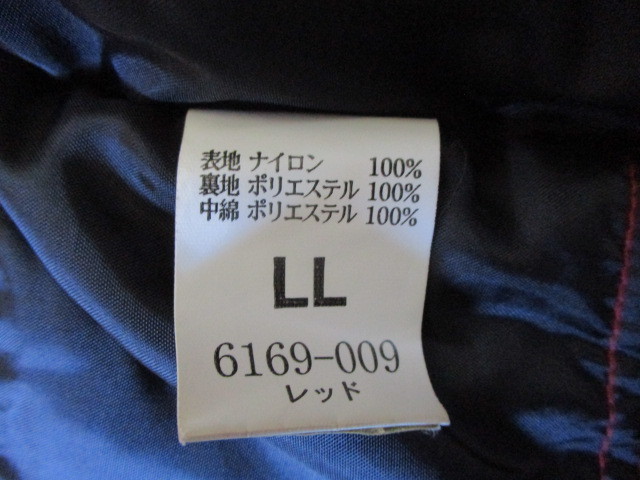 表地 ナイロン 100%
裏地 ポリエステル 100%
中綿 ポリエステル 100%
LL
6169-009
レッド